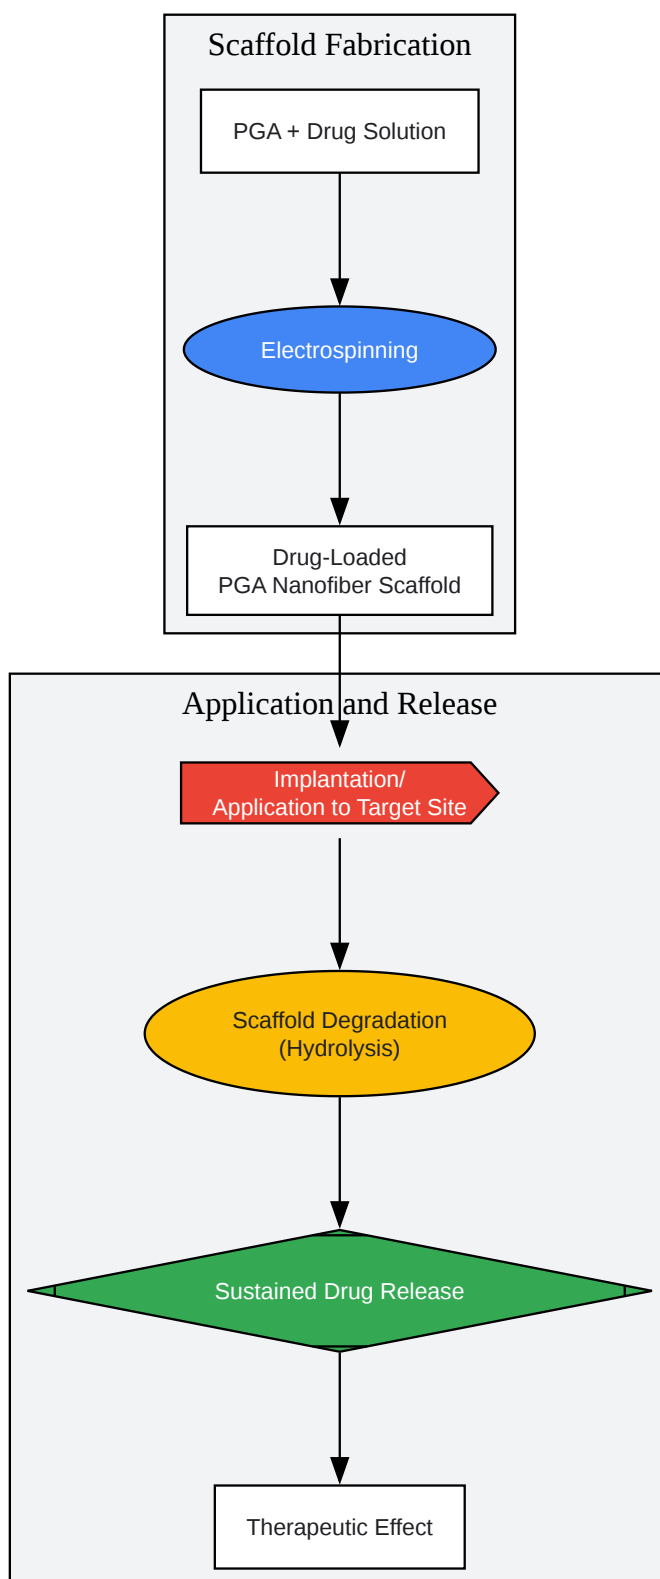 Scaffold Fabrication
PGA + Drug Solution
Electrospinning
Drug-Loaded
PGA Nanofiber Scaffold
Application and Release
Implantation/
Application to Target Site
Scaffold Degradation
(Hydrolysis)
Sustained Drug Release
Therapeutic Effect